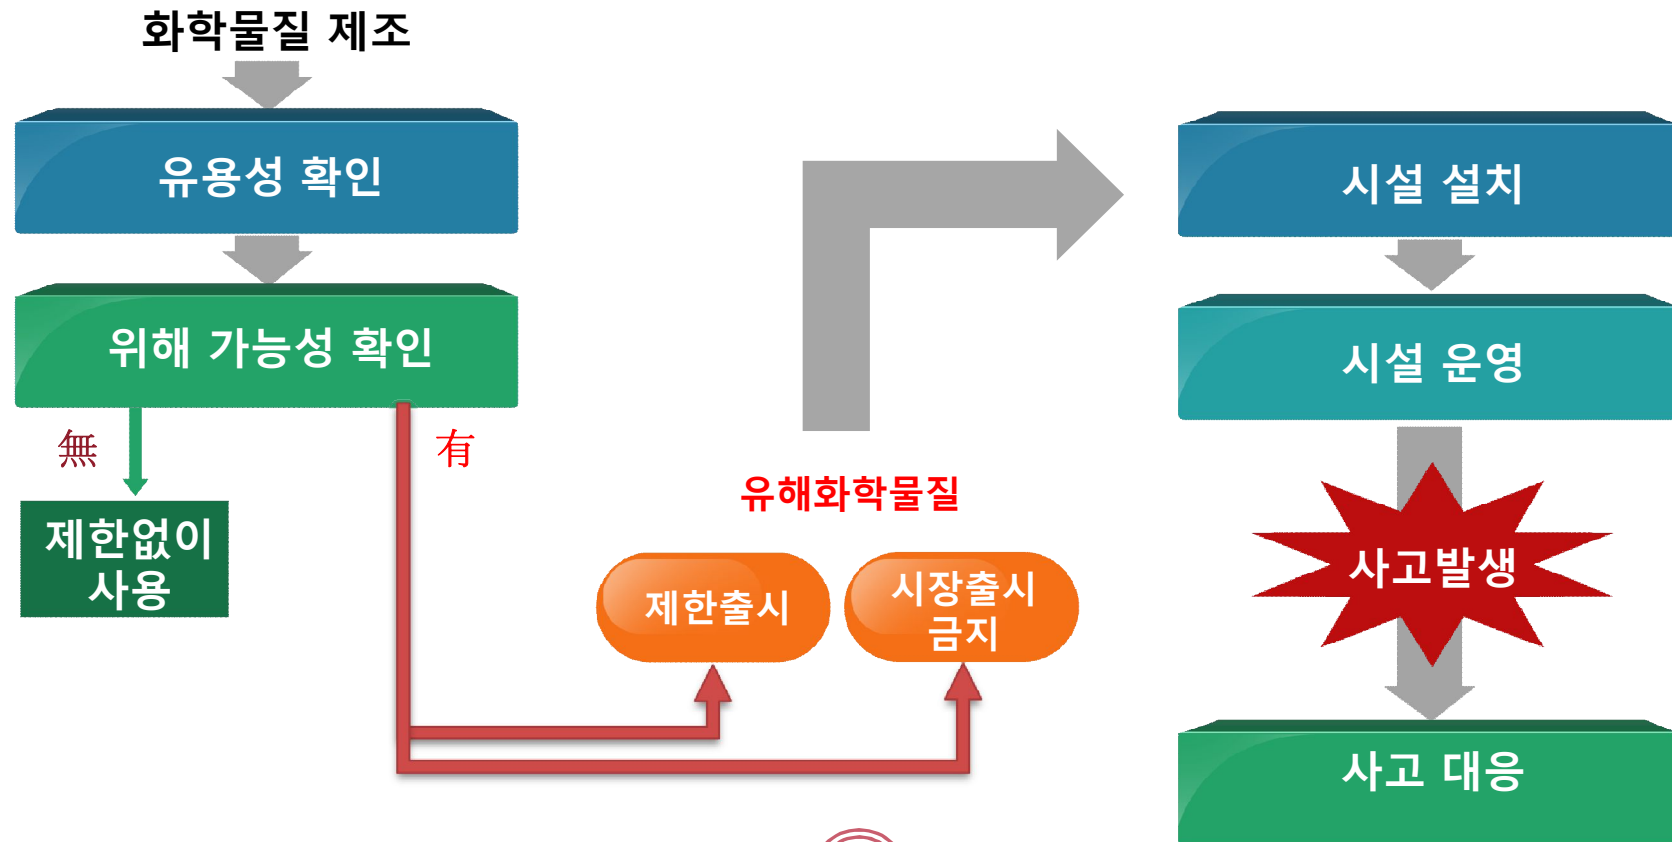 화학물질 제조
유용성 확인
위해 가능성 확인
無
有
제한없이
사용
유해화학물질
제한출시
시장출시
금지
시설 설치
시설 운영
사고발생
사고 대응